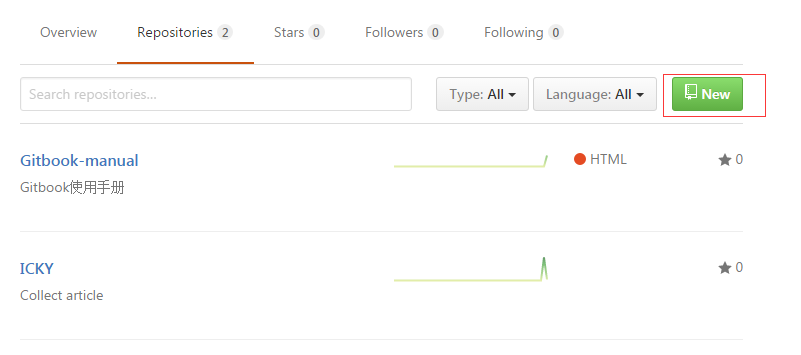 Overview Repositories 2 Stars 0 Followers 0 Following 0
Search repositories... Type: All Language: All New
Gitbook-manual HTML 0
Gitbook使用手册
ICKY 0
Collect article